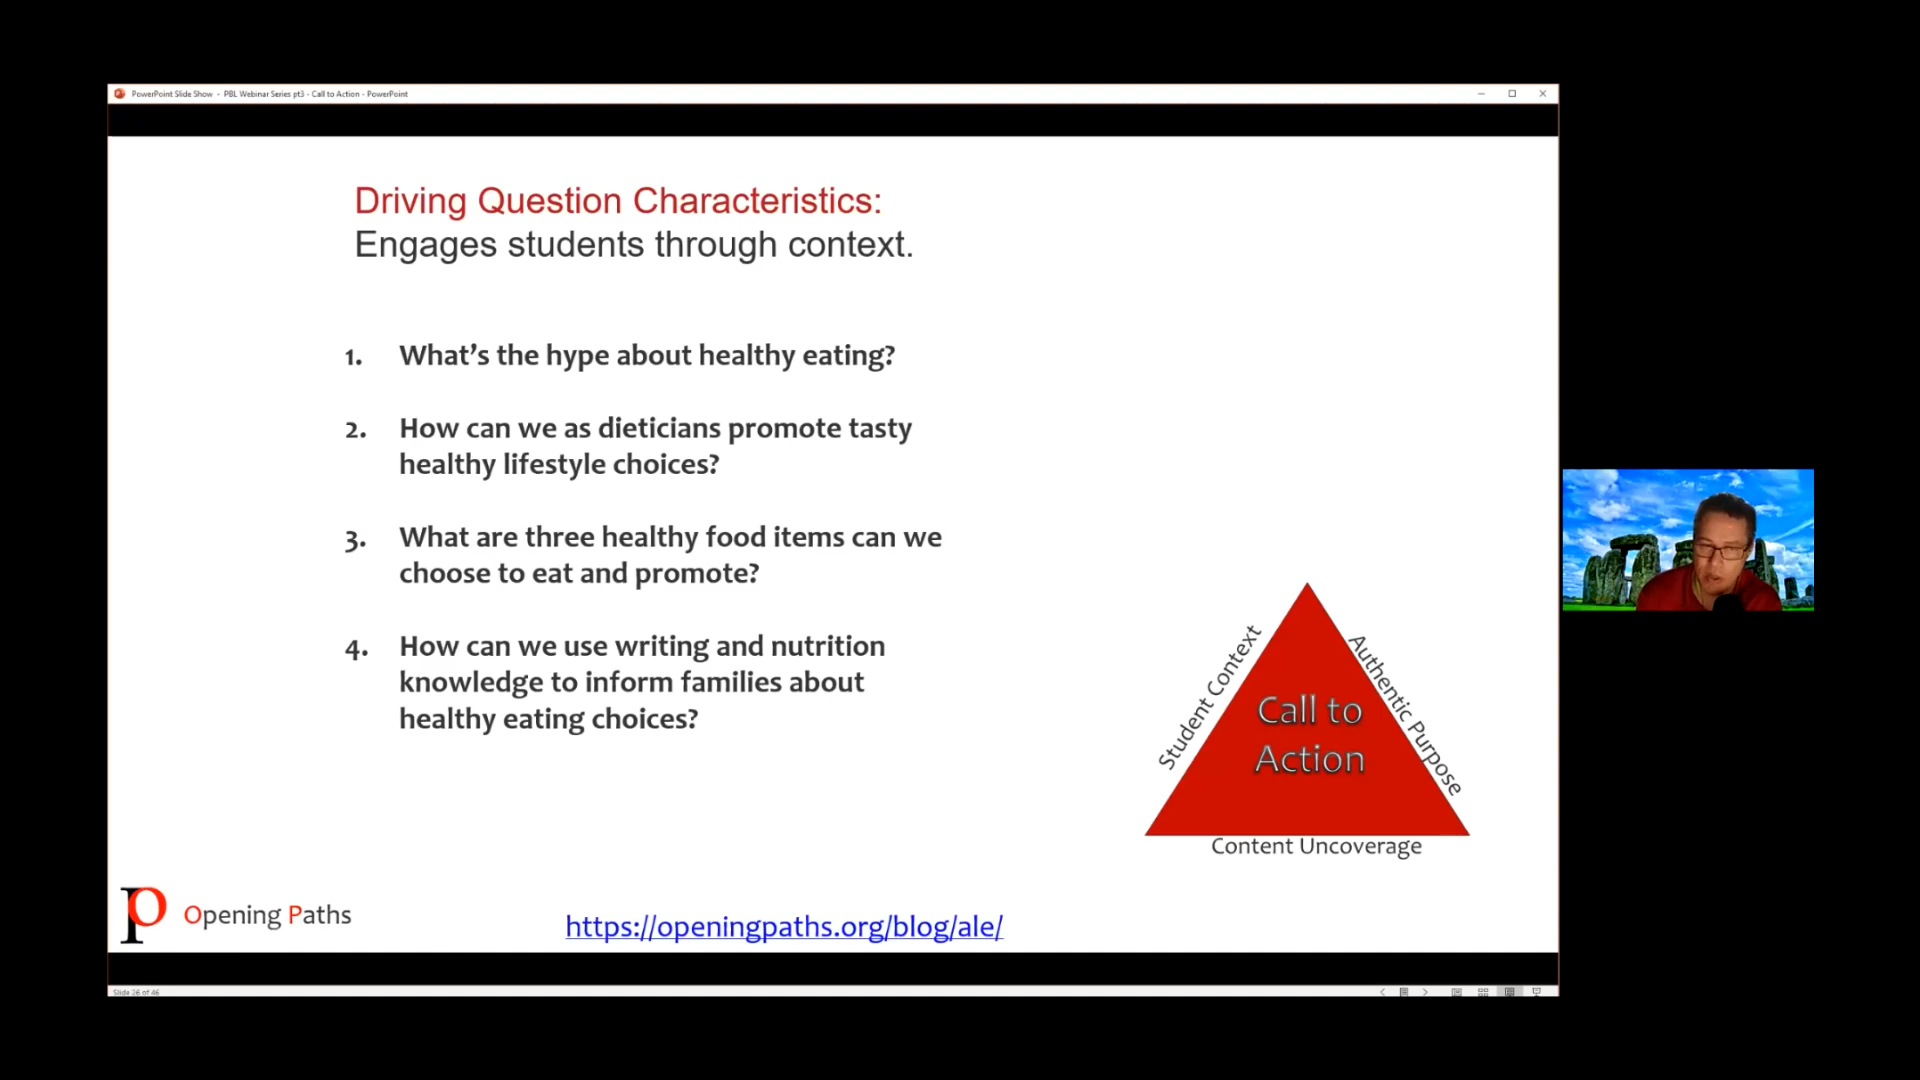 PowerPoint Slide Show - PBL Webinar Series pt3 - Call to Action - PowerPoint
Driving Question Characteristics:
Engages students through context.
1. What's the hype about healthy eating?
2. How can we as dieticians promote tasty
healthy lifestyle choices?
3. What are three healthy food items can we
choose to eat and promote?
4. How can we use writing and nutrition
knowledge to inform families about
healthy eating choices?
Student Context
Authentic Purpose
Call to
Action
Content Uncoverage
Opening Paths
https://openingpaths.org/blog/ale/
Slide 26 of 46